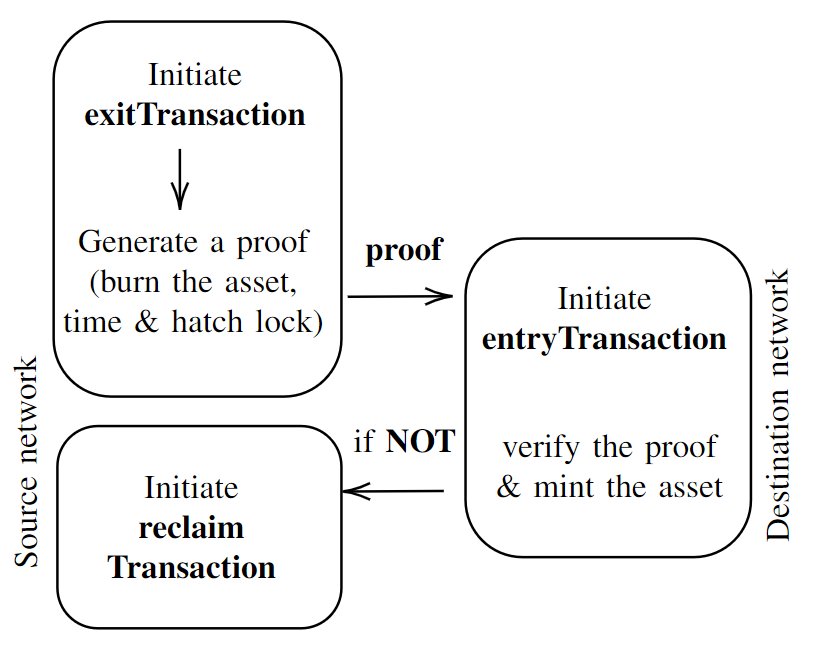 Initiate
exitTransaction
Generate a proof
(burn the asset,
time & hatch lock)
proof
Initiate
entryTransaction
verify the proof
& mint the asset
if NOT
Initiate
reclaim
Transaction
Source network
Destination network